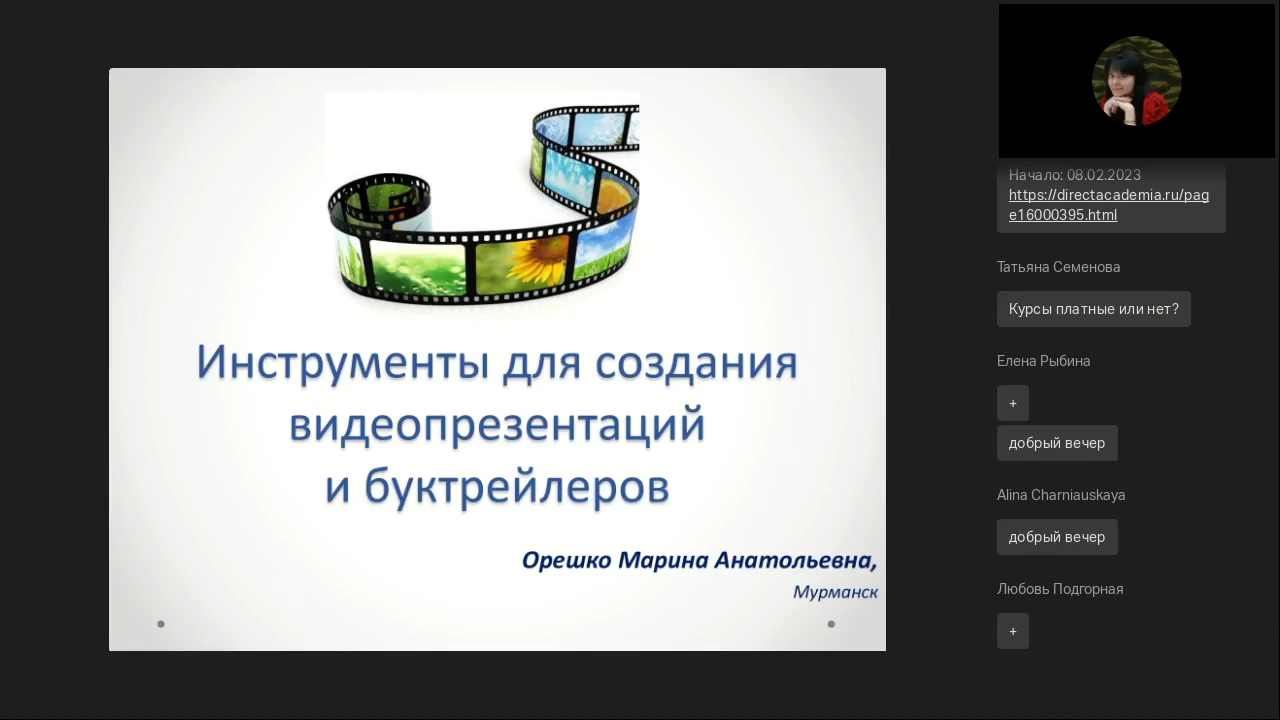 Инструменты для создания
видеопрезентаций
и буктрейлеров
Орешко Марина Анатольевна,
Мурманск
Начало: 08.02.2023
https://directacademia.ru/pag
e16000395.html
Татьяна Семенова
Курсы платные или нет?
Елена Рыбина
+
добрый вечер
Alina Charniauskaya
добрый вечер
Любовь Подгорная
+